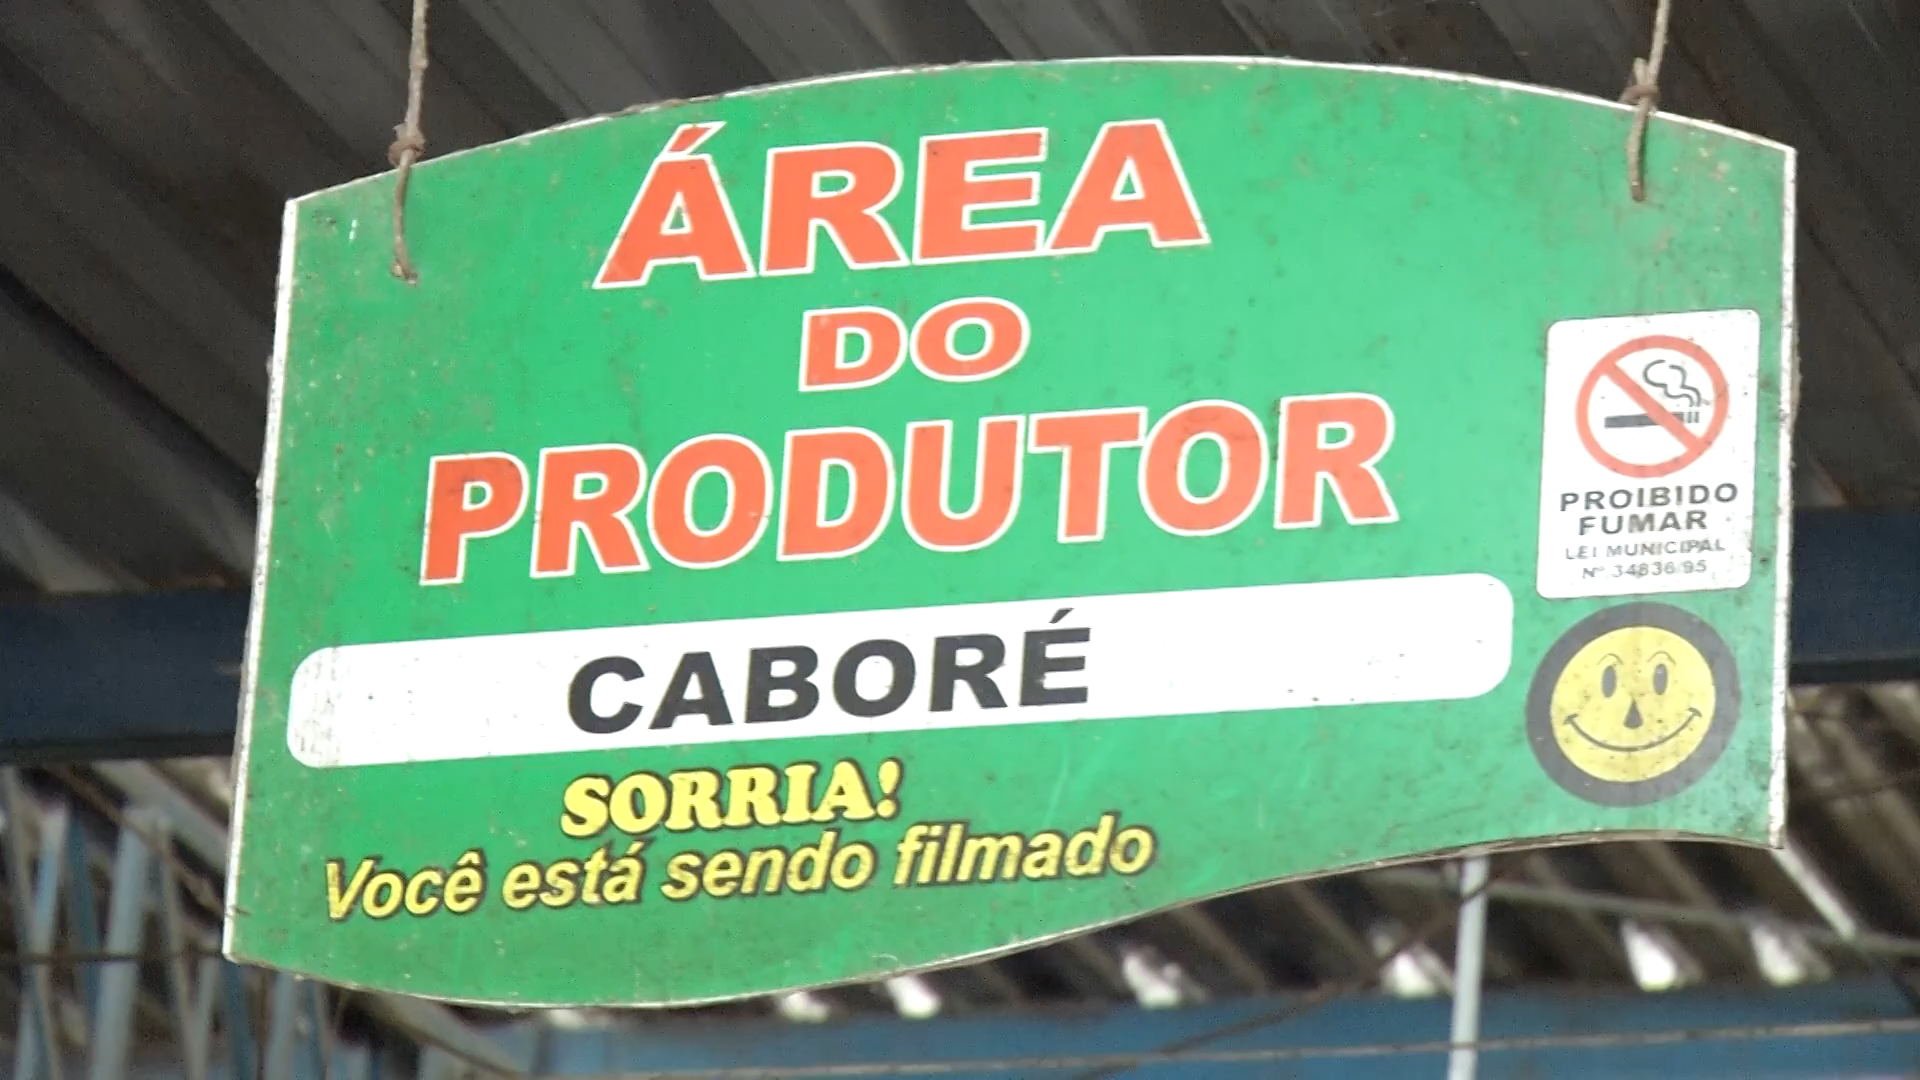 ÁREA
DO
PRODUTOR
CABORÉ
SORRIA!
Você está sendo filmado
PROIBIDO
FUMAR
LEI MUNICIPAL
Nº 34836/95